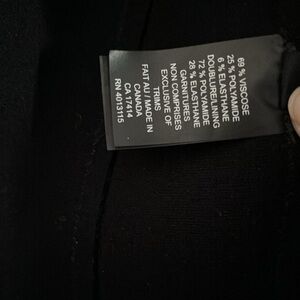 69 % VISCOSE
25 % POLYAMIDE
6 % ELASTHANE
DOUBLURE/LINING
72 % POLYAMIDE
28 % ELASTHANE
GARNITURES
NON COMPRISES
EXCLUSIVE OF
TRIMS
FAIT AU / MADE IN
CANADA
CA 17414
RN 4013115